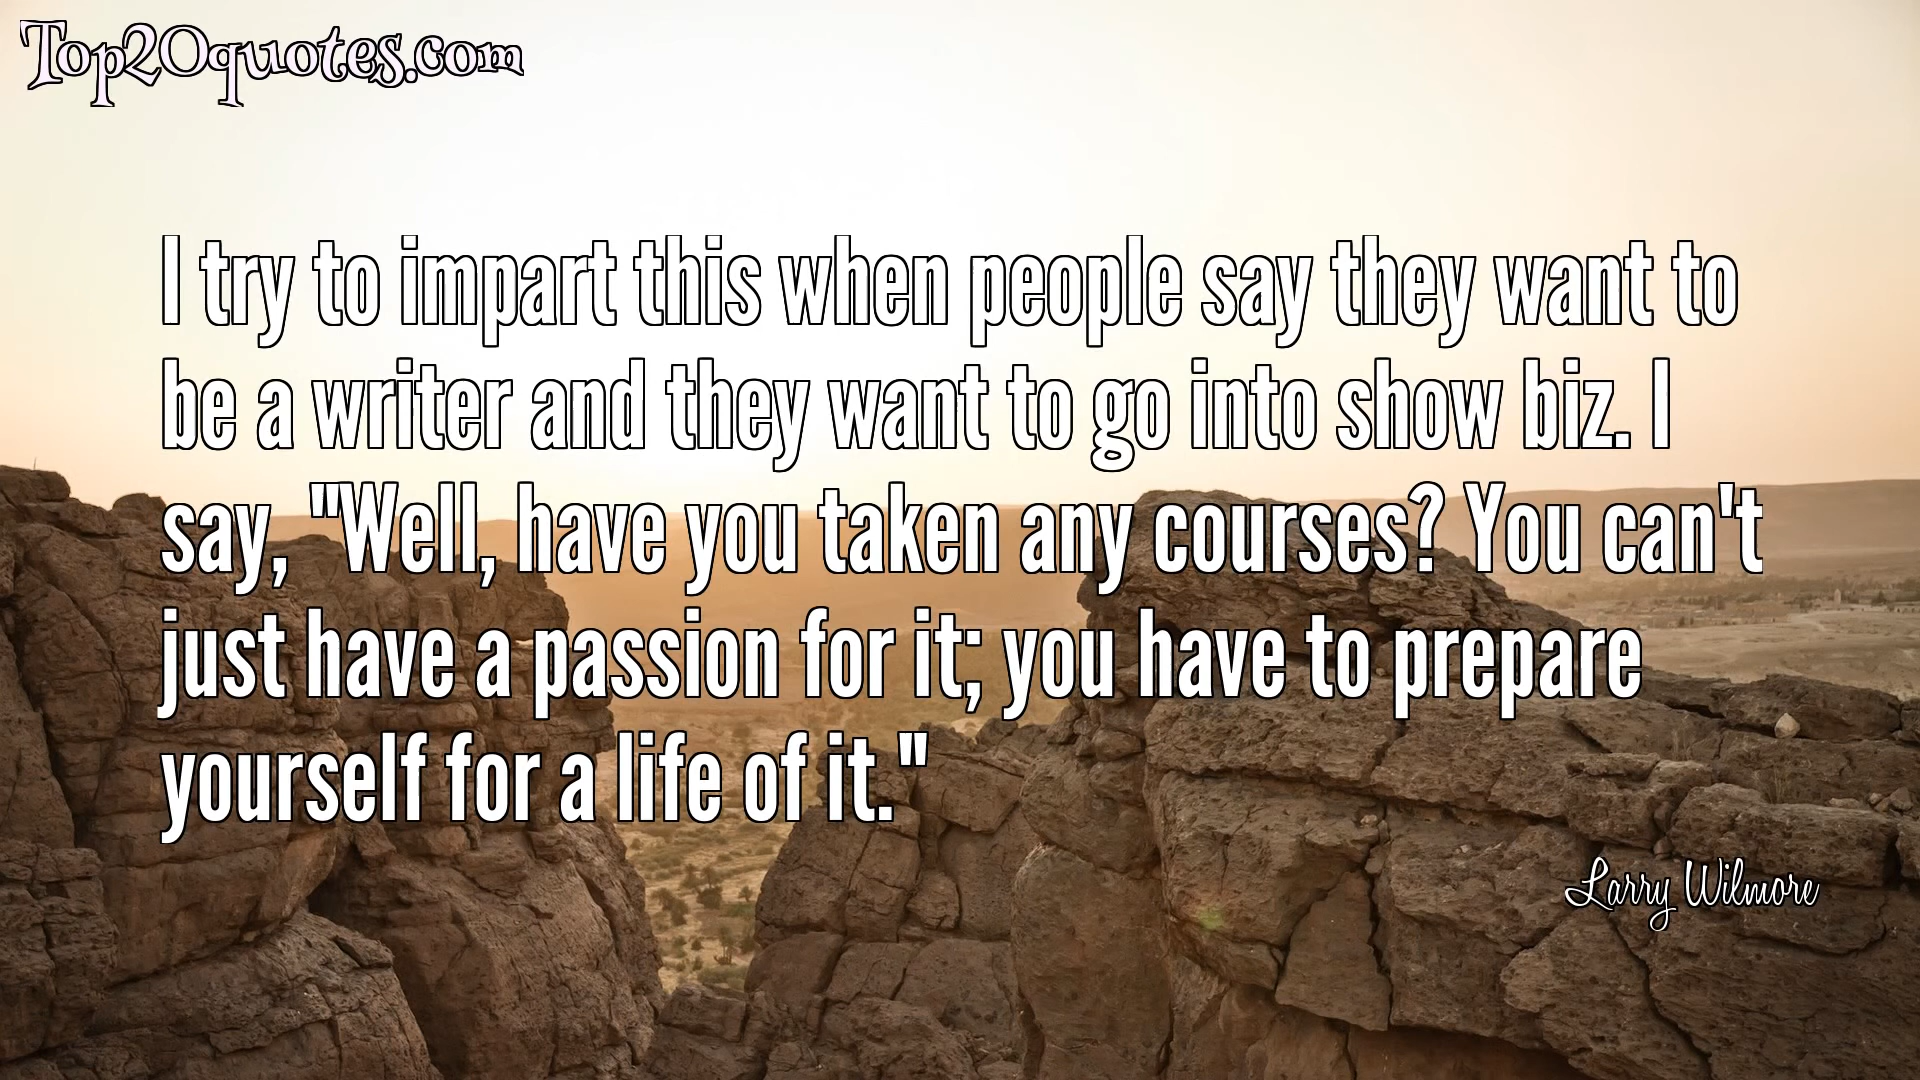 Top20quotes.com
I try to impart this when people say they want to
be a writer and they want to go into show biz. I
say, "Well, have you taken any courses? You can't
just have a passion for it; you have to prepare
yourself for a life of it."
Larry Wilmore